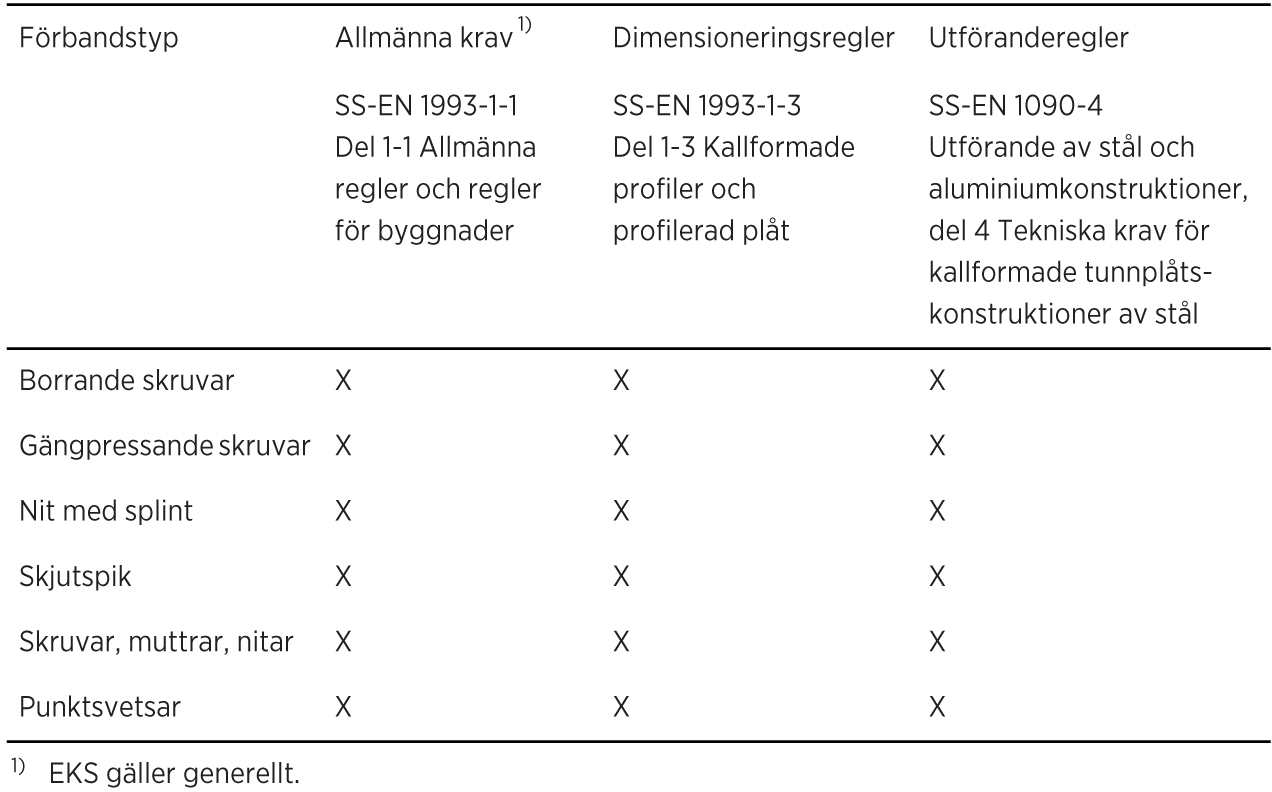 Förbandstyp Allmänna krav 1) Dimensioneringsregler Utföranderegler
SS-EN 1993-1-1 SS-EN 1993-1-3 SS-EN 1090-4
Del 1-1 Allmänna Del 1-3 Kallformade Utförande av stål och
regler och regler profiler och aluminiumkonstruktioner,
för byggnader profilerad plåt del 4 Tekniska krav för
kallformade tunnplåts-
konstruktioner av stål
Borrande skruvar X X X
Gängpressande skruvar X X X
Nit med splint X X X
Skjutspik X X X
Skruvar, muttrar, nitar X X X
Punktsvetsar X X X
1) EKS gäller generellt.